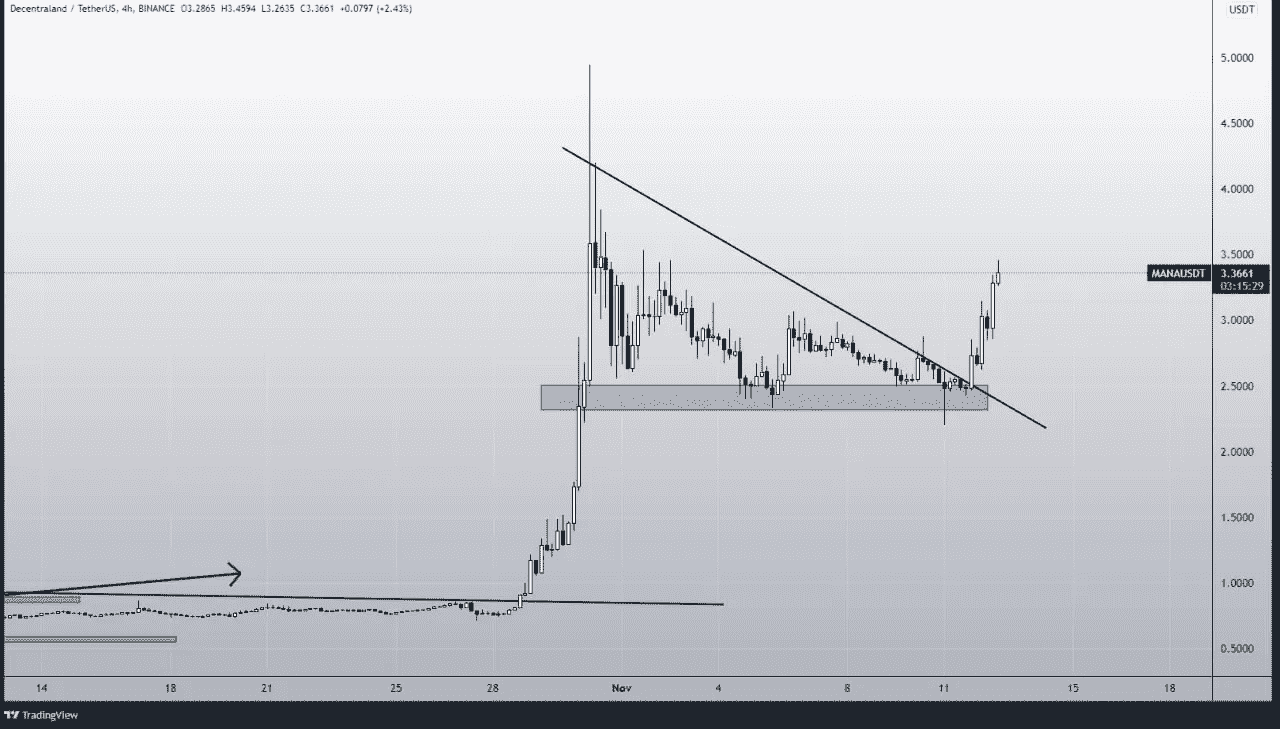 Decentraland / TetherUS, 4h, BINANCE O3.2865 H3.4594 L3.2635 C3.3661 +0.0797 (+2.43%)
USDT
5.0000
4.5000
4.0000
3.5000
MANAUSDT 3.3661
03:15:29
3.0000
2.5000
2.0000
1.5000
1.0000
0.5000
14 18 21 25 28 Nov 4 8 11 15 18
TradingView